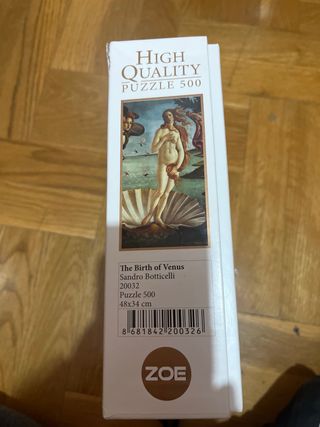 HIGH
QUALITY
PUZZLE 500
The Birth of Venus
Sandro Botticelli
20032
Puzzle 500
48x34 cm
8 681842 200326
ZOE